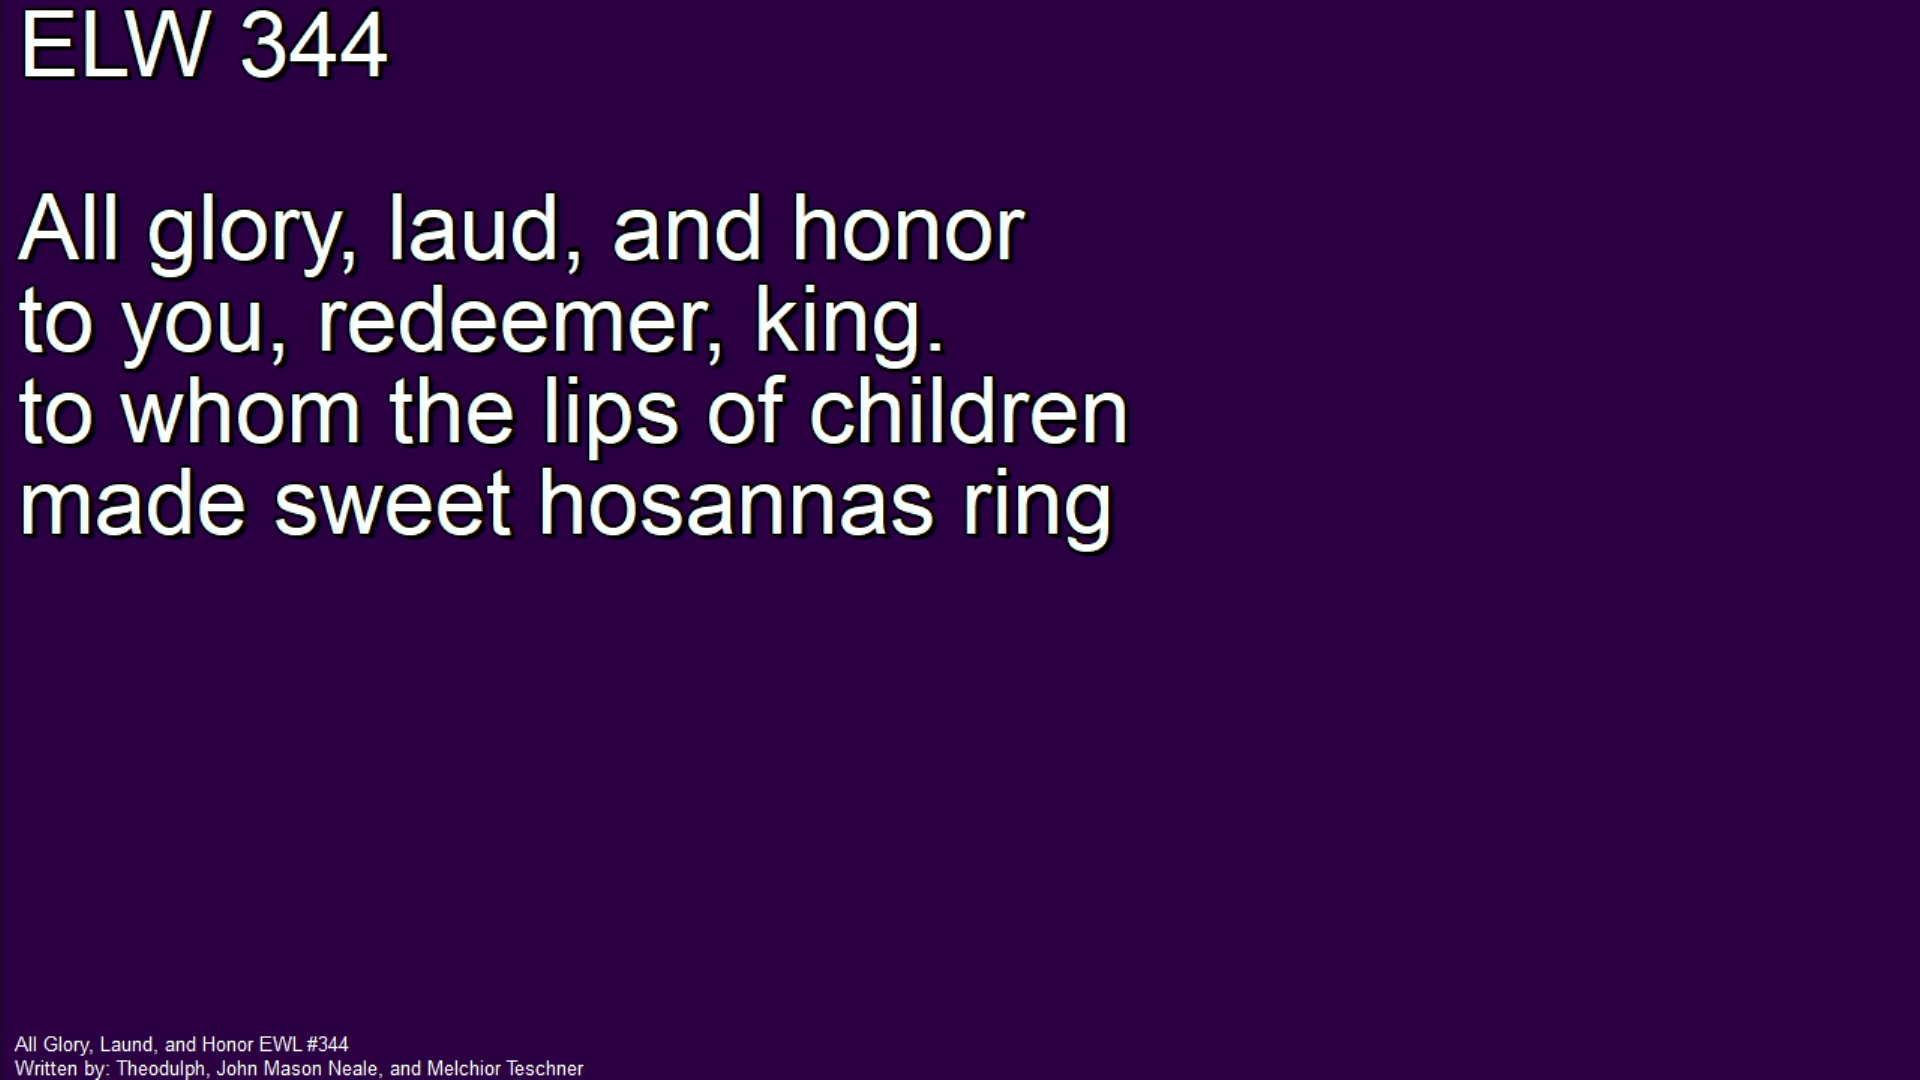 ELW 344
All glory, laud, and honor
to you, redeemer, king.
to whom the lips of children
made sweet hosannas ring
All Glory, Laund, and Honor EWL #344
Written by: Theodulph, John Mason Neale, and Melchior Teschner